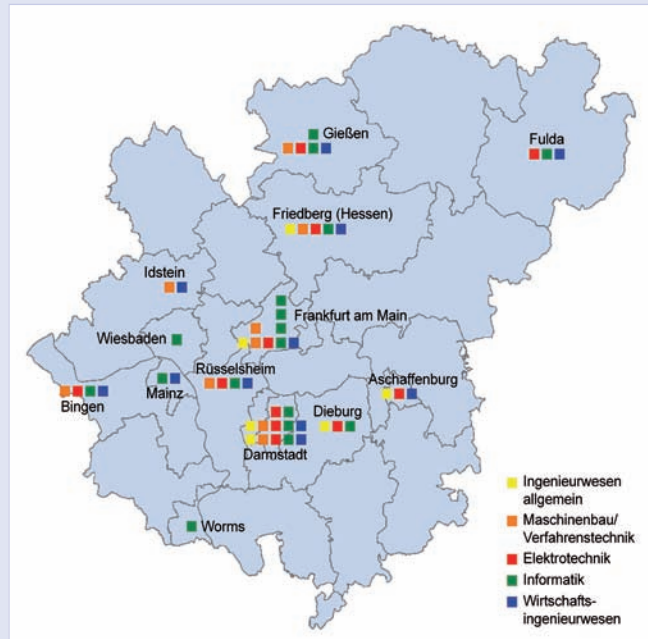 Gießen
Fulda
Friedberg (Hessen)
Idstein
Frankfurt am Main
Wiesbaden
Rüsselsheim
Aschaffenburg
Mainz
Bingen
Dieburg
Darmstadt
Worms
Ingenieurwesen
allgemein
Maschinenbau/
Verfahrenstechnik
Elektrotechnik
Informatik
Wirtschafts-
ingenieurwesen